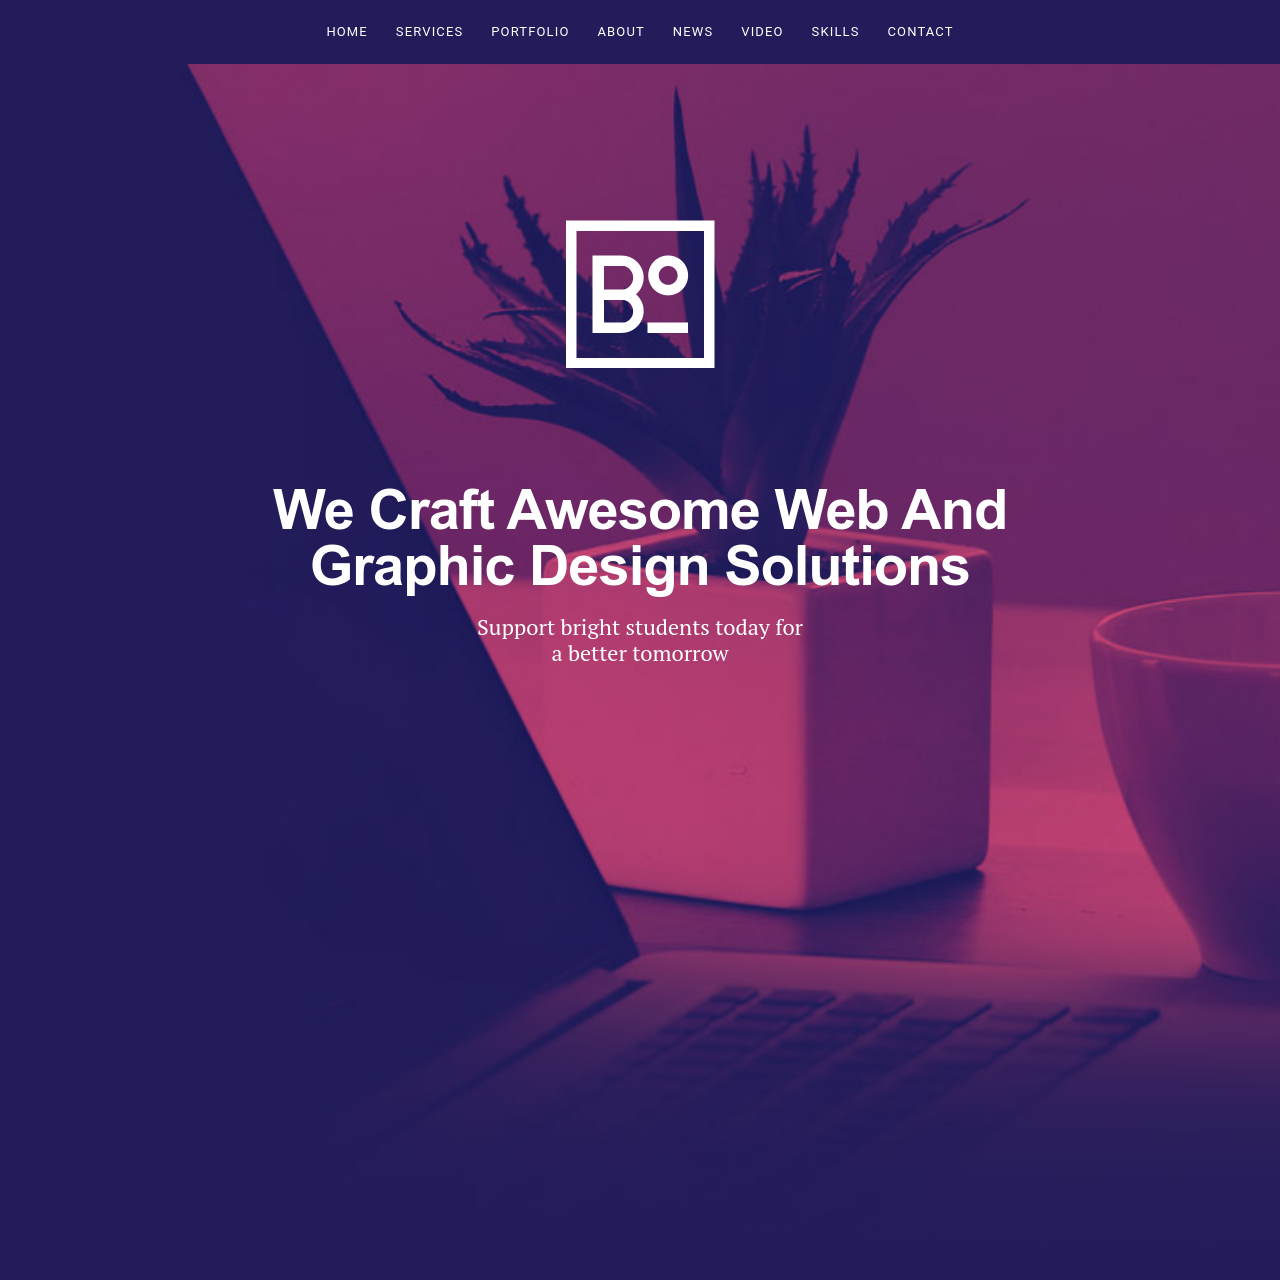 HOME SERVICES PORTFOLIO ABOUT NEWS VIDEO SKILLS CONTACT
Bo
We Craft Awesome Web And
Graphic Design Solutions
Support bright students today for
a better tomorrow